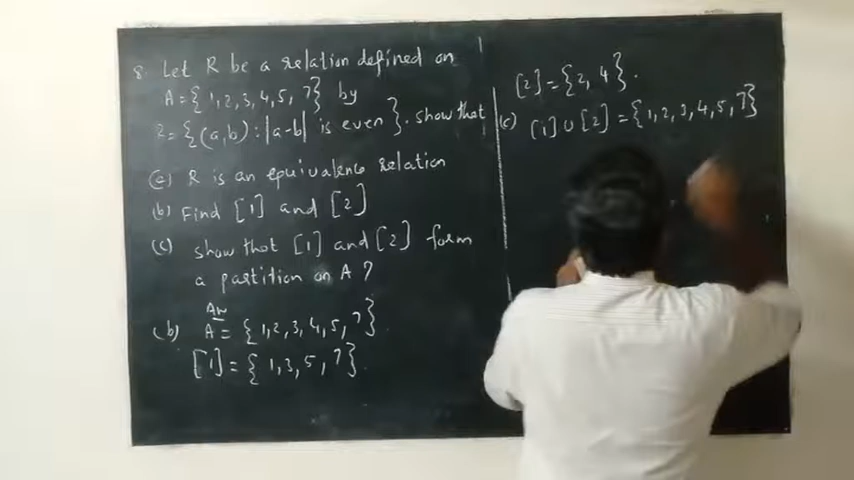 8. Let R be a relation defined on
A = {1,2,3,4,5,7} by
2 = {(a,b) : |a-b| is even}. show that
(a) R is an equivalence relation
(b) Find [1] and [2]
(c) show that [1] and [2] form
a partition on A ?
An
(b) A = {1,2,3,4,5,7}
[1] = {1,3,5,7}.
[2] = {2,4}.
(c) [1] ∪ [2] = {1,2,3,4,5,7}